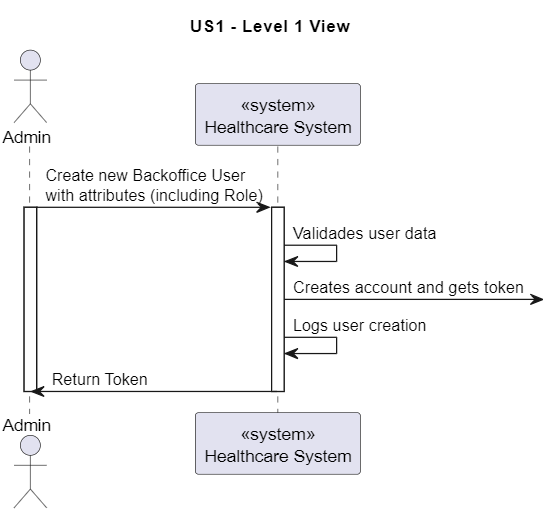 US1 - Level 1 View
Admin
«system»
Healthcare System
Create new Backoffice User
with attributes (including Role)
Validades user data
Creates account and gets token
Logs user creation
Return Token
Admin
«system»
Healthcare System